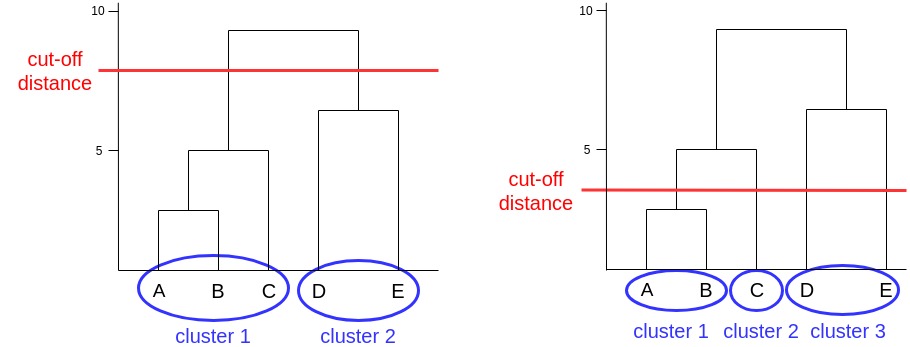 10
cut-off
distance
5
A B C D E
cluster 1 cluster 2
10
5
cut-off
distance
A B C D E
cluster 1 cluster 2 cluster 3